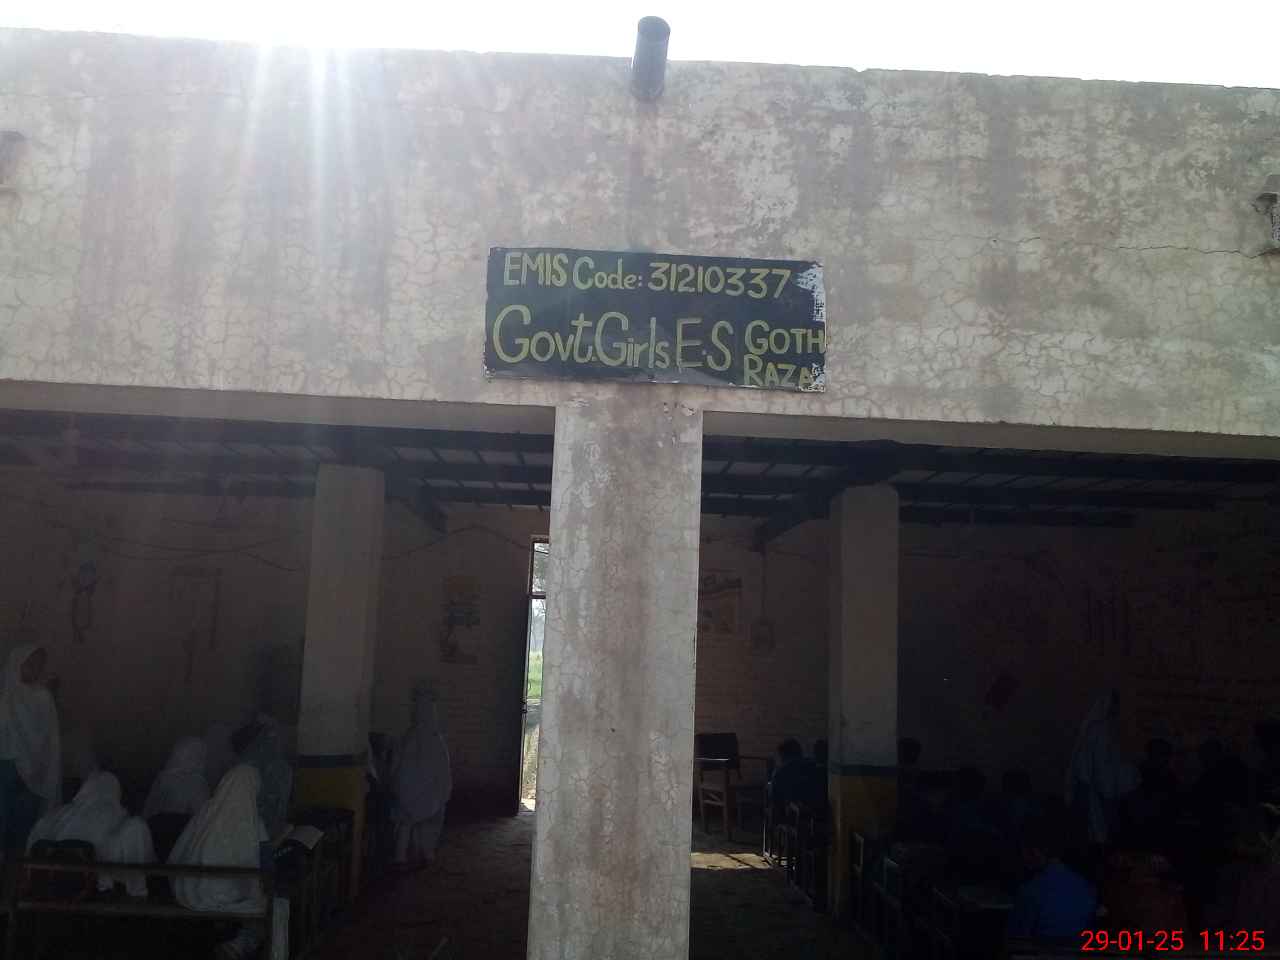 EMIS Code: 31210337
Govt. Girls E.S GOTH RAZA
29-01-25 11:25